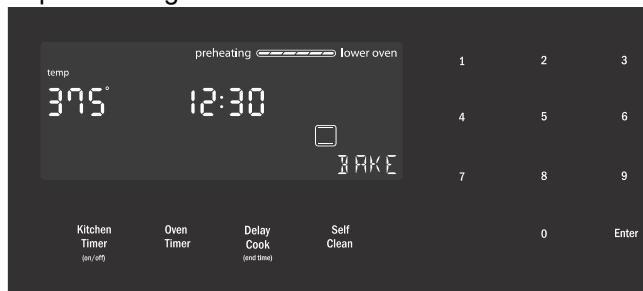 preheating lower oven
temp
375° 12:30
BAKE
1 2 3
4 5 6
7 8 9
0 Enter
Kitchen Timer (on/off)
Oven Timer
Delay Cook (end time)
Self Clean